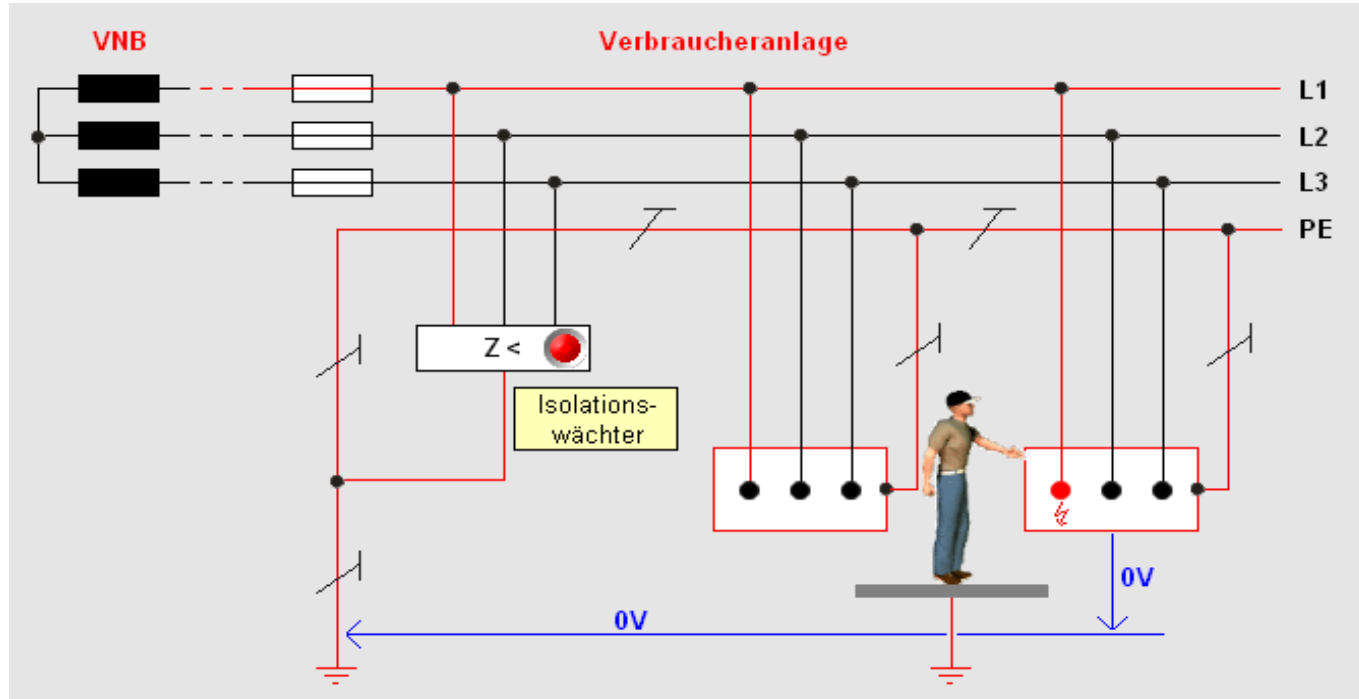 VNB
Verbraucheranlage
L1
L2
L3
PE
Z <
Isolations-
wächter
0V
0V